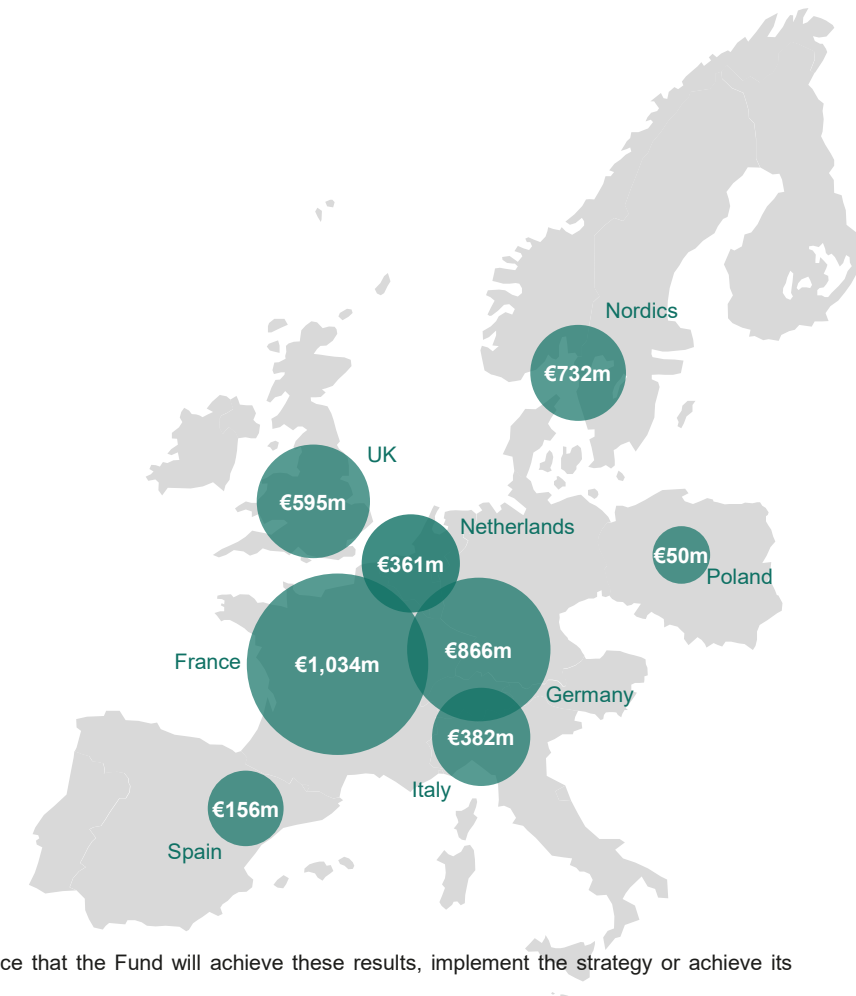 Nordics
€732m
UK
€595m
Netherlands
€361m
€50m
Poland
France
€1,034m
€866m
Germany
€382m
Italy
€156m
Spain
ce that the Fund will achieve these results, implement the strategy or achieve its